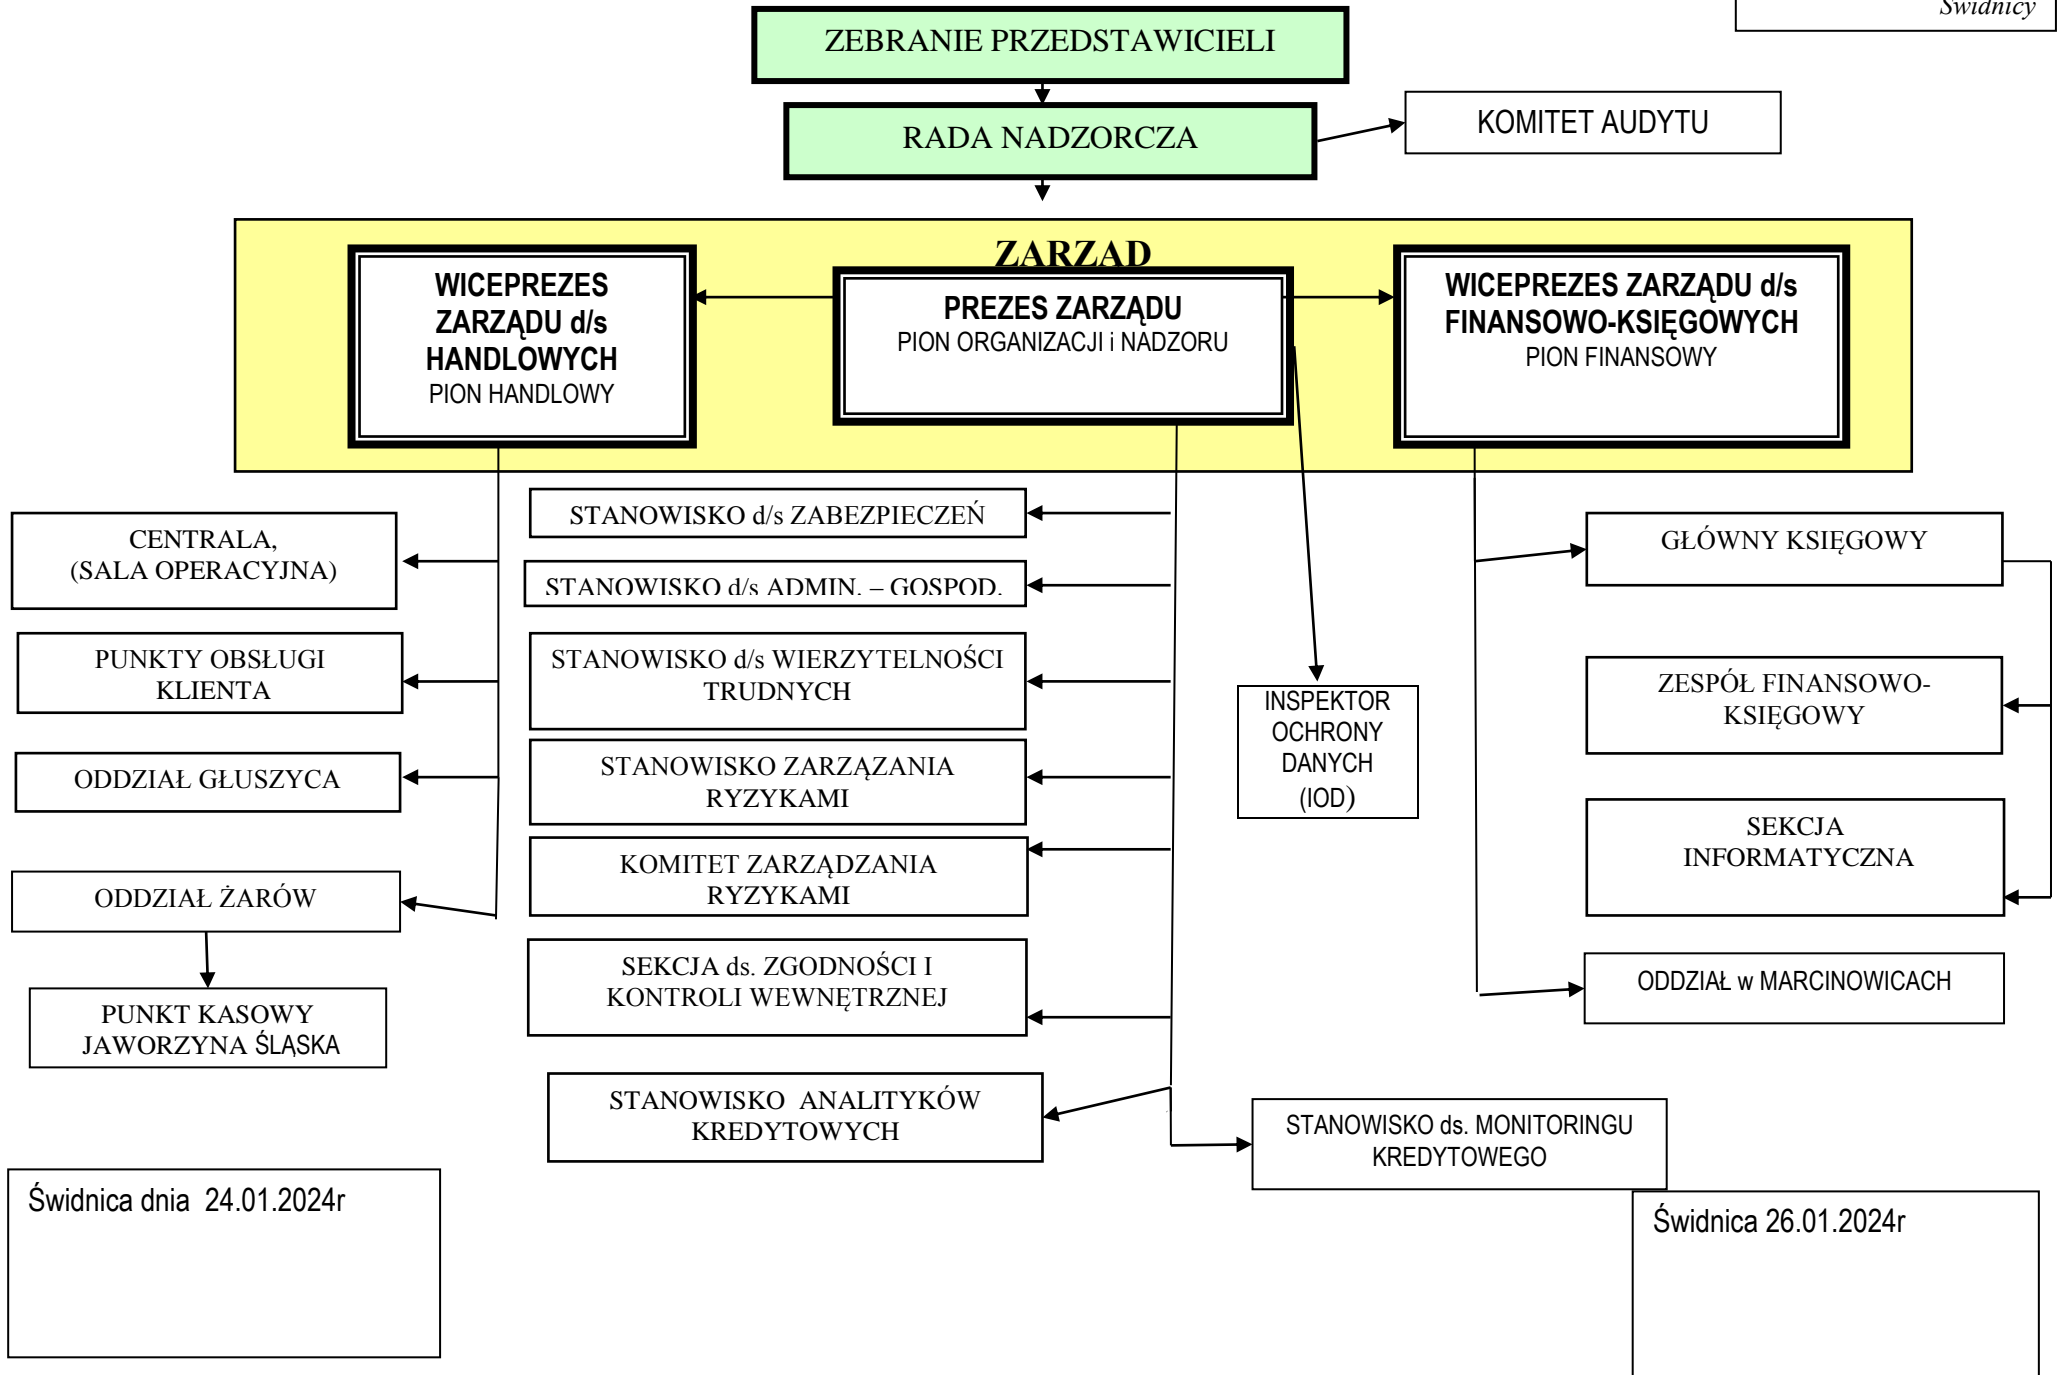 Świdnicy
ZEBRANIE PRZEDSTAWICIELI
RADA NADZORCZA
KOMITET AUDYTU
ZARZAD
WICEPREZES
ZARZĄDU d/s
HANDLOWYCH
PION HANDLOWY
PREZES ZARZĄDU
PION ORGANIZACJI i NADZORU
WICEPREZES ZARZĄDU d/s
FINANSOWO-KSIĘGOWYCH
PION FINANSOWY
CENTRALA,
(SALA OPERACYJNA)
PUNKTY OBSŁUGI
KLIENTA
ODDZIAŁ GŁUSZYCA
ODDZIAŁ ŻARÓW
PUNKT KASOWY
JAWORZYNA ŚLĄSKA
STANOWISKO d/s ZABEZPIECZEŃ
STANOWISKO d/s ADMIN. – GOSPOD.
STANOWISKO d/s WIERZYTELNOŚCI
TRUDNYCH
STANOWISKO ZARZĄZANIA
RYZYKAMI
KOMITET ZARZĄDZANIA
RYZYKAMI
SEKCJA ds. ZGODNOŚCI I
KONTROLI WEWNĘTRZNEJ
STANOWISKO  ANALITYKÓW
KREDYTOWYCH
INSPEKTOR
OCHRONY
DANYCH
(IOD)
STANOWISKO ds. MONITORINGU
KREDYTOWEGO
GŁÓWNY KSIĘGOWY
ZESPÓŁ FINANSOWO-
KSIĘGOWY
SEKCJA
INFORMATYCZNA
ODDZIAŁ w MARCINOWICACH
Świdnica dnia  24.01.2024r
Świdnica 26.01.2024r